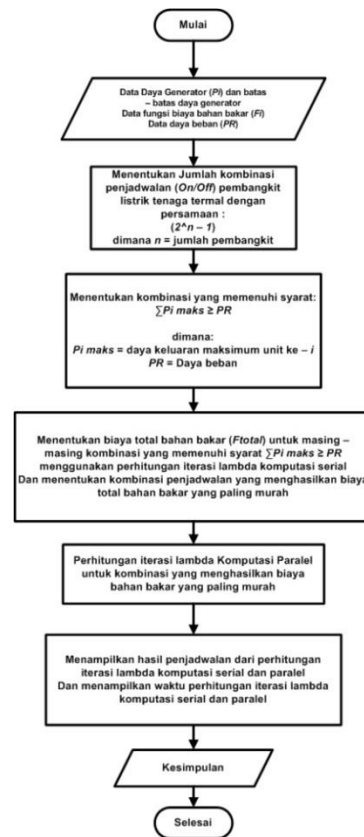 Mulai
Data Daya Generator (Pi) dan batas
– batas daya generator
Data fungsi biaya bahan bakar (Fi)
Data daya beban (PR)
Menentukan Jumlah kombinasi
penjadwalan (On/Off) pembangkit
listrik tenaga termal dengan
persamaan :
(2^n – 1)
dimana n = jumlah pembangkit
Menentukan kombinasi yang memenuhi syarat:
∑Pi maks ≥ PR
dimana:
Pi maks = daya keluaran maksimum unit ke – i
PR = Daya beban
Menentukan biaya total bahan bakar (Ftotal) untuk masing –
masing kombinasi yang memenuhi syarat ∑Pi maks ≥ PR
menggunakan perhitungan iterasi lambda komputasi serial
Dan menentukan kombinasi penjadwalan yang menghasilkan biaya
total bahan bakar yang paling murah
Perhitungan iterasi lambda Komputasi Paralel
untuk kombinasi yang menghasilkan biaya
bahan bakar yang paling murah
Menampilkan hasil penjadwalan dari perhitungan
iterasi lambda komputasi serial dan paralel
Dan menampilkan waktu perhitungan iterasi lambda
komputasi serial dan paralel
Kesimpulan
Selesai